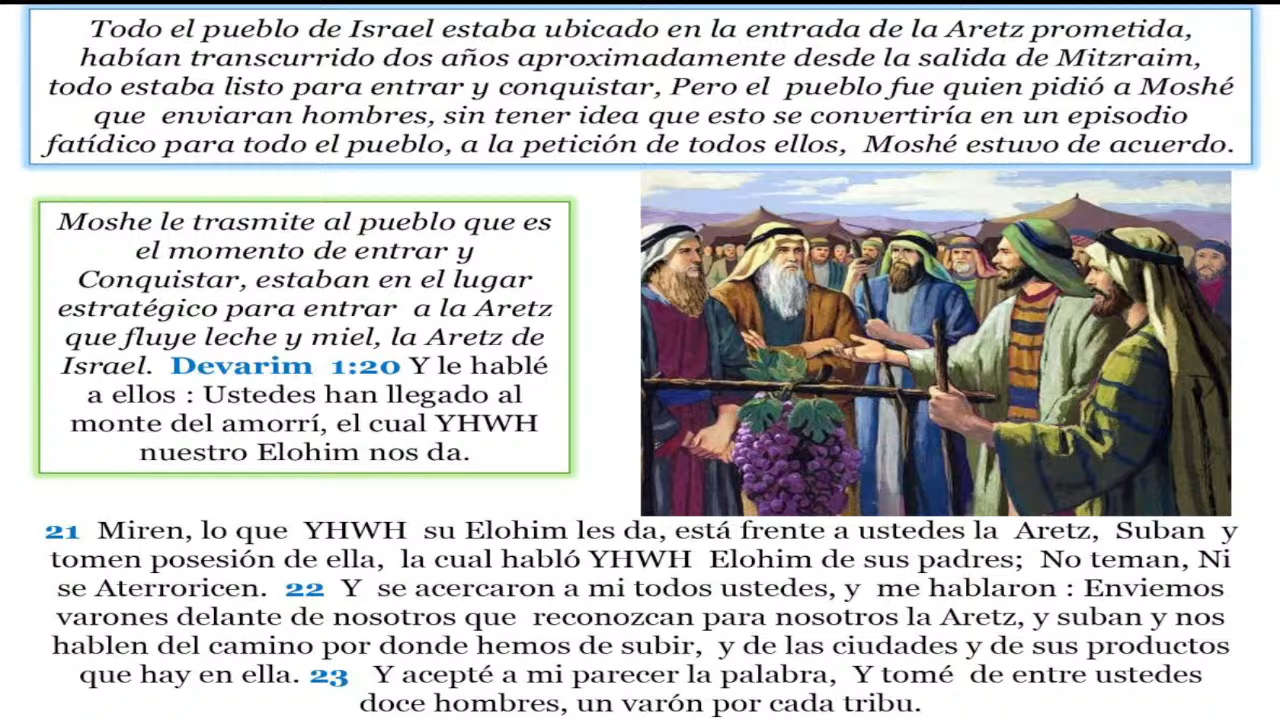 Todo el pueblo de Israel estaba ubicado en la entrada de la Aretz prometida,
habían transcurrido dos años aproximadamente desde la salida de Mitzraim,
todo estaba listo para entrar y conquistar, Pero el pueblo fue quien pidió a Moshé
que enviaran hombres, sin tener idea que esto se convertiría en un episodio
fatídico para todo el pueblo, a la petición de todos ellos, Moshé estuvo de acuerdo.
Moshe le trasmite al pueblo que es
el momento de entrar y
Conquistar, estaban en el lugar
estratégico para entrar a la Aretz
que fluye leche y miel, la Aretz de
Israel. Devarim 1:20 Y le hablé
a ellos : Ustedes han llegado al
monte del amorrí, el cual YHWH
nuestro Elohim nos da.
21 Miren, lo que YHWH su Elohim les da, está frente a ustedes la Aretz, Suban y
tomen posesión de ella, la cual habló YHWH Elohim de sus padres; No teman, Ni
se Aterroricen. 22 Y se acercaron a mi todos ustedes, y me hablaron : Enviemos
varones delante de nosotros que reconozcan para nosotros la Aretz, y suban y nos
hablen del camino por donde hemos de subir, y de las ciudades y de sus productos
que hay en ella. 23 Y acepté a mi parecer la palabra, Y tomé de entre ustedes
doce hombres, un varón por cada tribu.